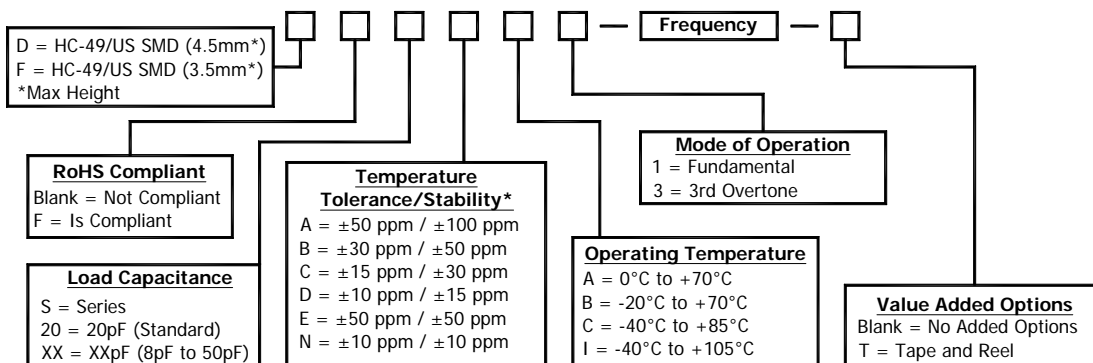 Frequency
D = HC-49/US SMD (4.5mm*)
F = HC-49/US SMD (3.5mm*)
*Max Height
RoHS Compliant
Blank = Not Compliant
F = Is Compliant
Load Capacitance
S = Series
20 = 20pF (Standard)
XX = XXpF (8pF to 50pF)
Temperature
Tolerance/Stability*
A = ±50 ppm / ±100 ppm
B = ±30 ppm / ±50 ppm
C = ±15 ppm / ±30 ppm
D = ±10 ppm / ±15 ppm
E = ±50 ppm / ±50 ppm
N = ±10 ppm / ±10 ppm
Mode of Operation
1 = Fundamental
3 = 3rd Overtone
Operating Temperature
A = 0°C to +70°C
B = -20°C to +70°C
C = -40°C to +85°C
I = -40°C to +105°C
Value Added Options
Blank = No Added Options
T = Tape and Reel